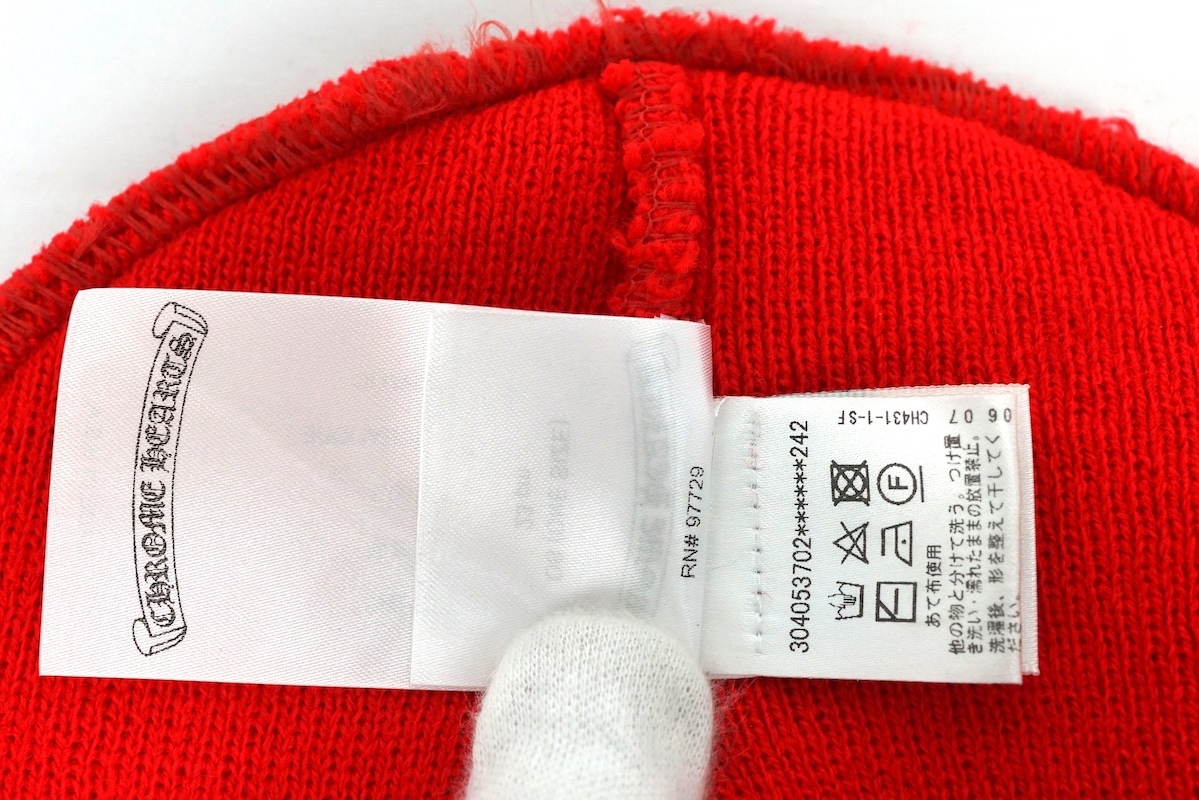 CHROME HEARTS
RN# 97729
304053702*****242
CH431-1-SF
06 07
F
あて布使用
他の物と分けて洗う。つけ置
き洗い・濡れたままの放置禁止。
洗濯後、形を整えて干してく
ださい。